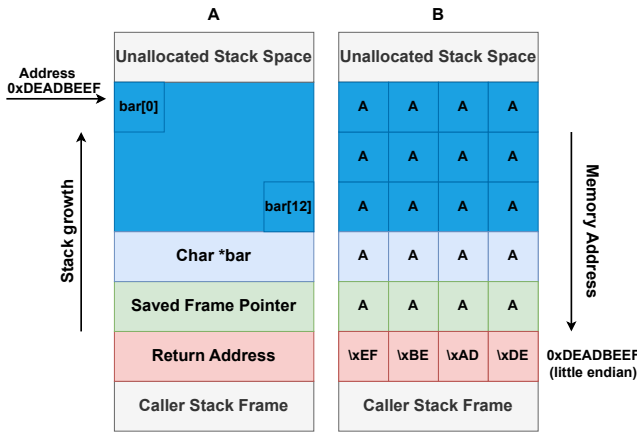 A
B
Unallocated Stack Space
Unallocated Stack Space
Address
0xDEADBEEF
bar[0]
A A A A
A A A A
bar[12]
A A A A
Stack growth
Memory Address
Char *bar
A A A A
Saved Frame Pointer
A A A A
Return Address
\xEF \xBE \xAD \xDE
0xDEADBEEF
(little endian)
Caller Stack Frame
Caller Stack Frame